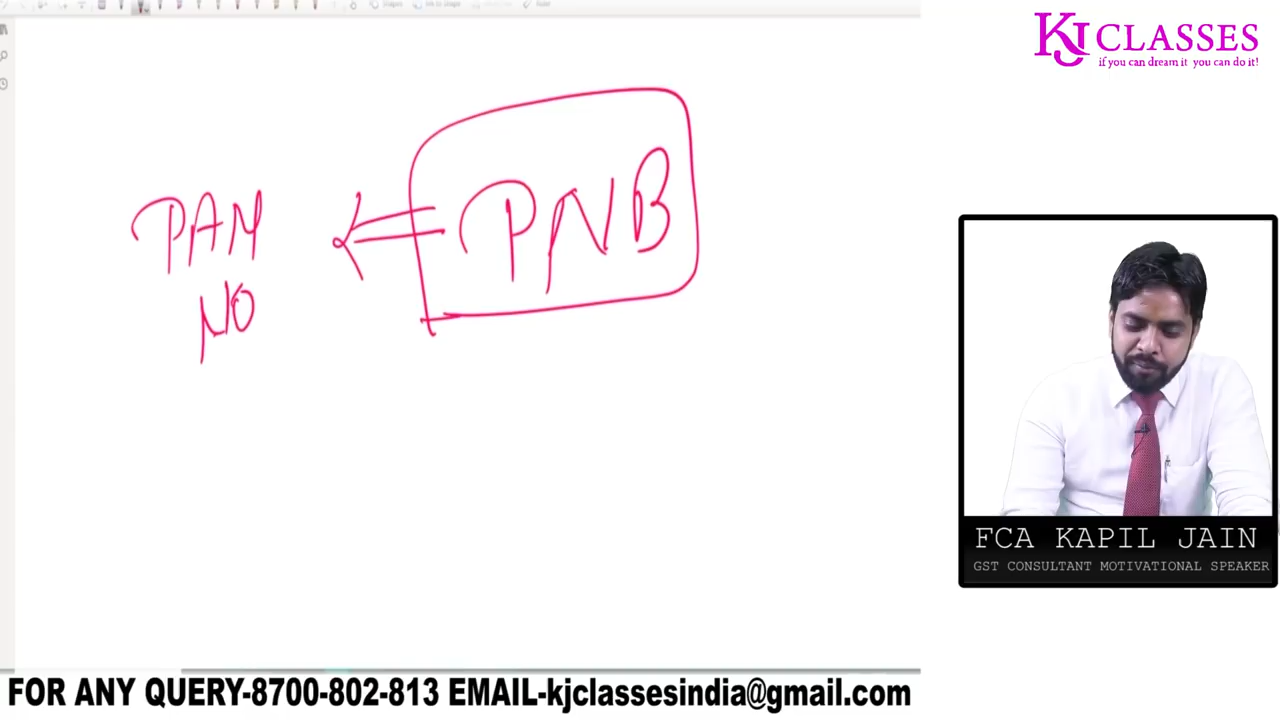 KJ CLASSES
if you can dream it you can do it!
PNB
PAN
NO
FCA KAPIL JAIN
GST CONSULTANT MOTIVATIONAL SPEAKER
FOR ANY QUERY-8700-802-813 EMAIL-kjclassesindia@gmail.com